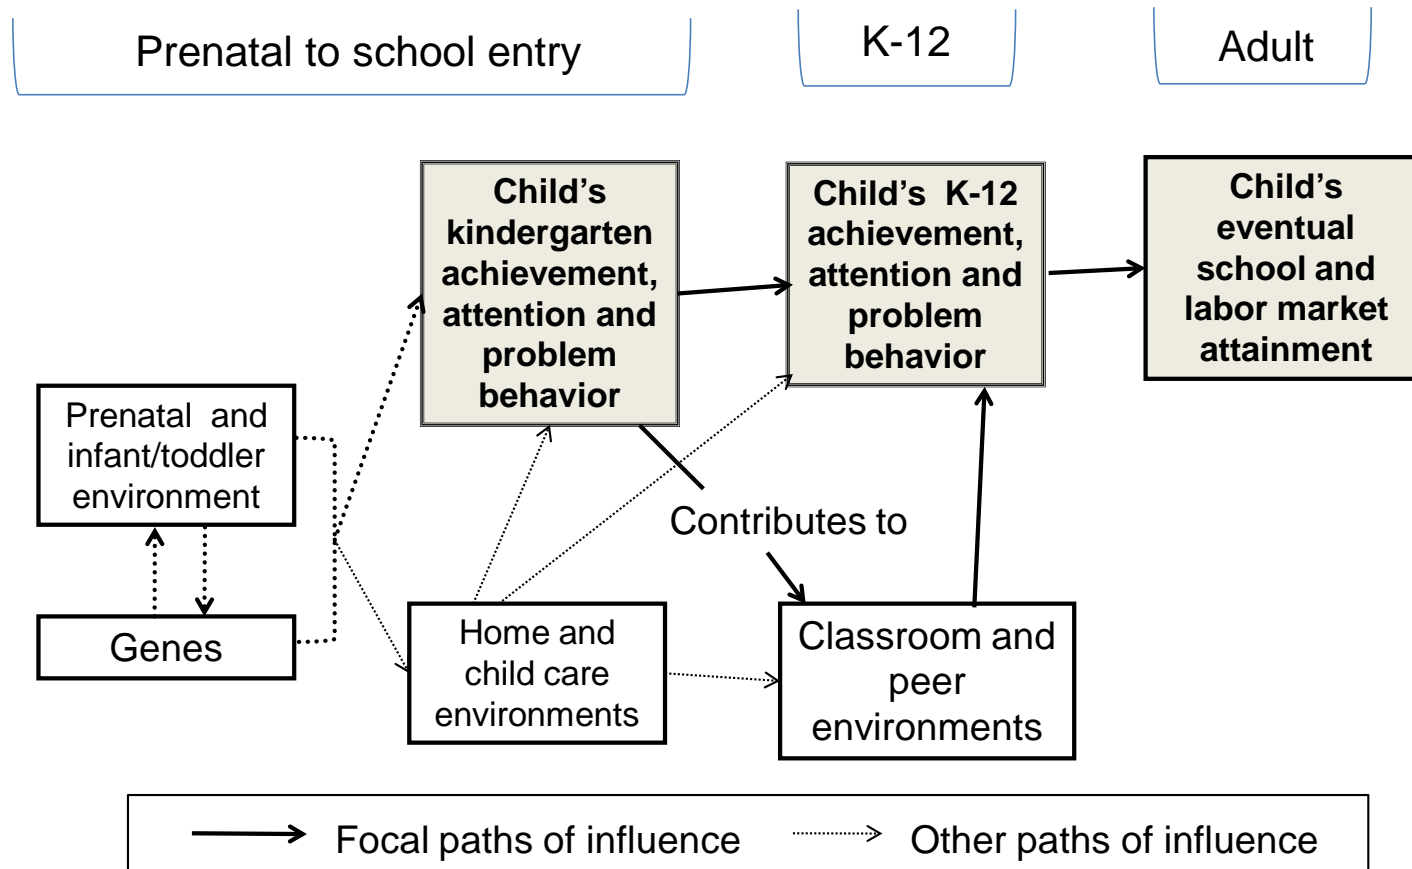 Prenatal to school entry
K-12
Adult
Child’s
kindergarten
achievement,
attention and
problem
behavior
Child’s K-12
achievement,
attention and
problem
behavior
Child’s
eventual
school and
labor market
attainment
Prenatal and
infant/toddler
environment
Contributes to
Genes
Home and
child care
environments
Classroom and
peer
environments
Focal paths of influence
Other paths of influence